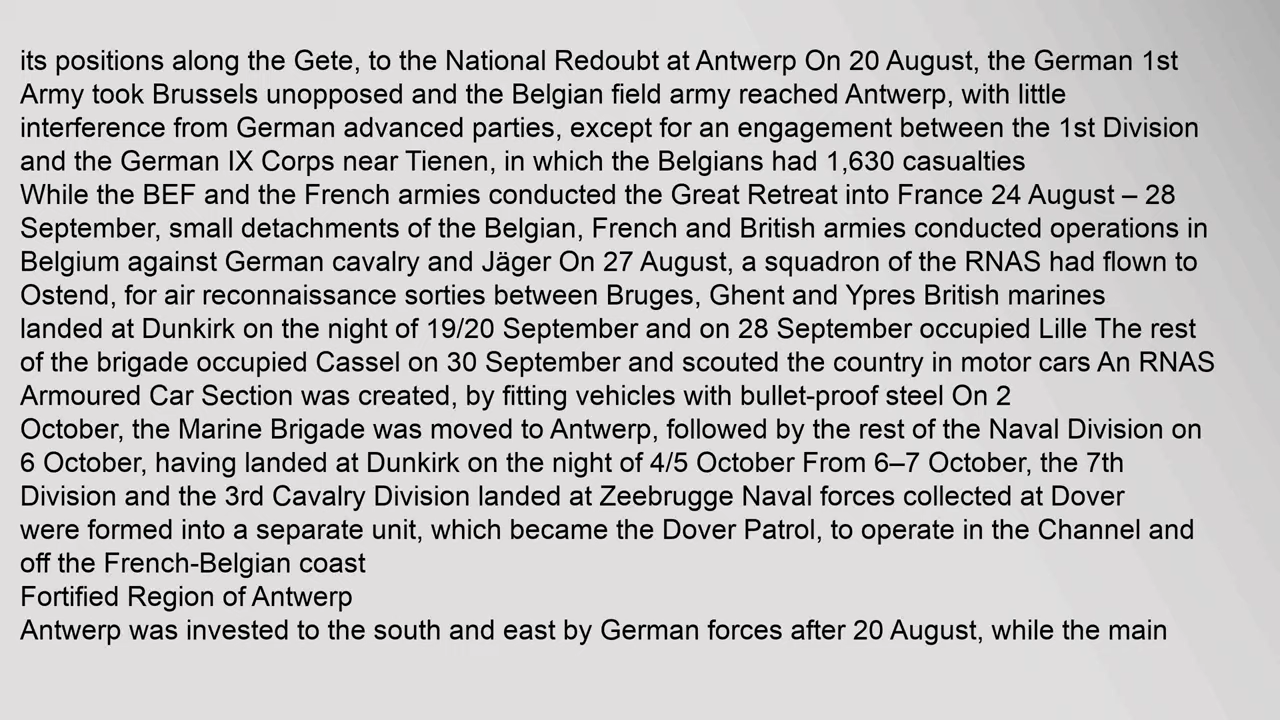 its positions along the Gete, to the National Redoubt at Antwerp On 20 August, the German 1st
Army took Brussels unopposed and the Belgian field army reached Antwerp, with little
interference from German advanced parties, except for an engagement between the 1st Division
and the German IX Corps near Tienen, in which the Belgians had 1,630 casualties
While the BEF and the French armies conducted the Great Retreat into France 24 August – 28
September, small detachments of the Belgian, French and British armies conducted operations in
Belgium against German cavalry and Jäger On 27 August, a squadron of the RNAS had flown to
Ostend, for air reconnaissance sorties between Bruges, Ghent and Ypres British marines
landed at Dunkirk on the night of 19/20 September and on 28 September occupied Lille The rest
of the brigade occupied Cassel on 30 September and scouted the country in motor cars An RNAS
Armoured Car Section was created, by fitting vehicles with bullet-proof steel On 2
October, the Marine Brigade was moved to Antwerp, followed by the rest of the Naval Division on
6 October, having landed at Dunkirk on the night of 4/5 October From 6–7 October, the 7th
Division and the 3rd Cavalry Division landed at Zeebrugge Naval forces collected at Dover
were formed into a separate unit, which became the Dover Patrol, to operate in the Channel and
off the French-Belgian coast
Fortified Region of Antwerp
Antwerp was invested to the south and east by German forces after 20 August, while the main